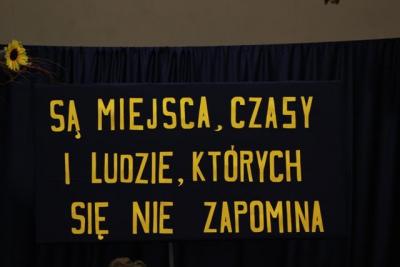 SĄ MIEJSCA, CZASY
I LUDZIE, KTÓRYCH
SIĘ NIE ZAPOMINA